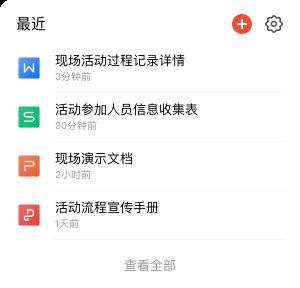 最近
现场活动过程记录详情
3分钟前
活动参加人员信息收集表
30分钟前
现场演示文档
2小时前
活动流程宣传手册
1天前
查看全部